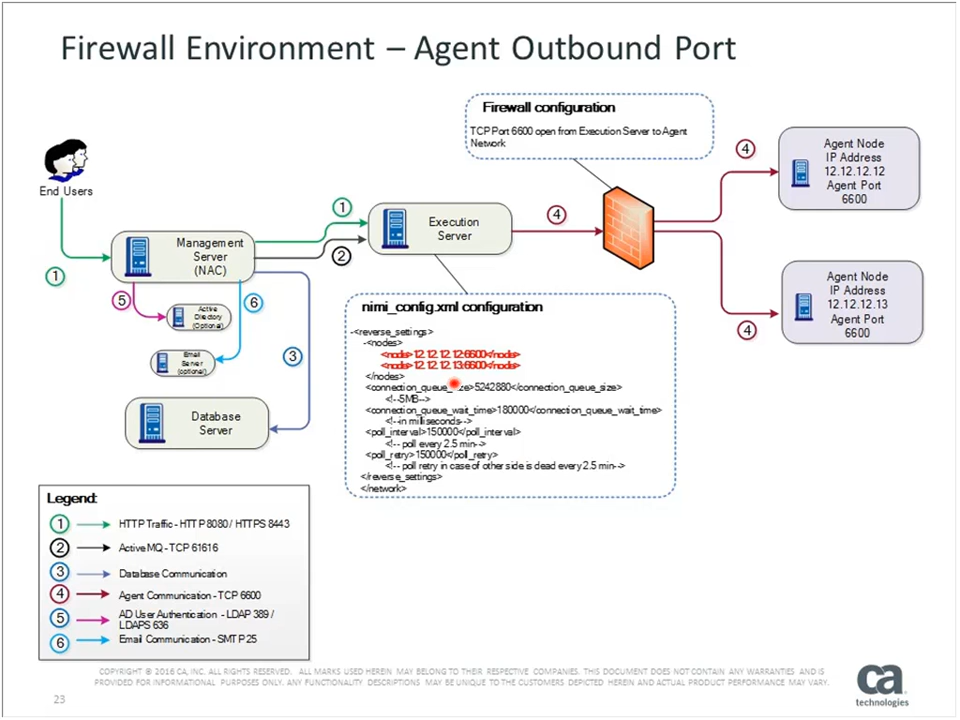 Firewall Environment – Agent Outbound Port
Firewall configuration
TCP Port 6600 open from Execution Server to Agent
Network
End Users
1
Management
Server
(NAC)
1
2
Execution
Server
4
4
Agent Node
IP Address
12.12.12.12
Agent Port
6600
4
Agent Node
IP Address
12.12.12.13
Agent Port
6600
5
Active
Directory
(Optional)
6
Email
Server
(optional)
3
Database
Server
nimi_config.xml configuration
-<reverse_settings>
-<nodes>
<node>12.12.12.12:6600</node>
<node>12.12.12.13:6600</node>
</nodes>
<connection_queue_size>5242880</connection_queue_size>
<!--5MB-->
<connection_queue_wait_time>180000</connection_queue_wait_time>
<!--in milliseconds-->
<poll_interval>150000</poll_interval>
<!-- poll every 2.5 min-->
<poll_retry>150000</poll_retry>
<!-- poll retry in case of other side is dead every 2.5 min-->
</reverse_settings>
</network>
Legend:
1 HTTP Traffic - HTTP 8080 / HTTPS 8443
2 Active MQ - TCP 61616
3 Database Communication
4 Agent Communication - TCP 6600
5 AD User Authentication - LDAP 389 /
LDAPS 636
6 Email Communication - SMTP 25
COPYRIGHT © 2016 CA, INC. ALL RIGHTS RESERVED. ALL MARKS USED HEREIN MAY BELONG TO THEIR RESPECTIVE COMPANIES. THIS DOCUMENT DOES NOT CONTAIN ANY WARRANTIES AND IS
PROVIDED FOR INFORMATIONAL PURPOSES ONLY. ANY FUNCTIONALITY DESCRIPTIONS MAY BE UNIQUE TO THE CUSTOMERS DEPICTED HEREIN AND ACTUAL PRODUCT PERFORMANCE MAY VARY.
23
ca
technologies